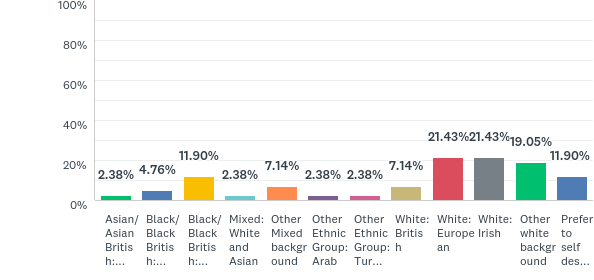 100%
80%
60%
40%
20%
0%
2.38%
4.76%
11.90%
2.38%
7.14%
2.38%
2.38%
7.14%
21.43%
21.43%
19.05%
11.90%
Asian/
Asian
Britis
h:...
Black/
Black
Britis
h:...
Black/
Black
Britis
h:...
Mixed:
White
and
Asian
Other
Mixed
backgr
ound
Other
Ethnic
Group:
Arab
Other
Ethnic
Group:
Tur...
White:
Britis
h
White:
Europe
an
White:
Irish
Other
white
backgr
ound
Prefer
to
self
des...